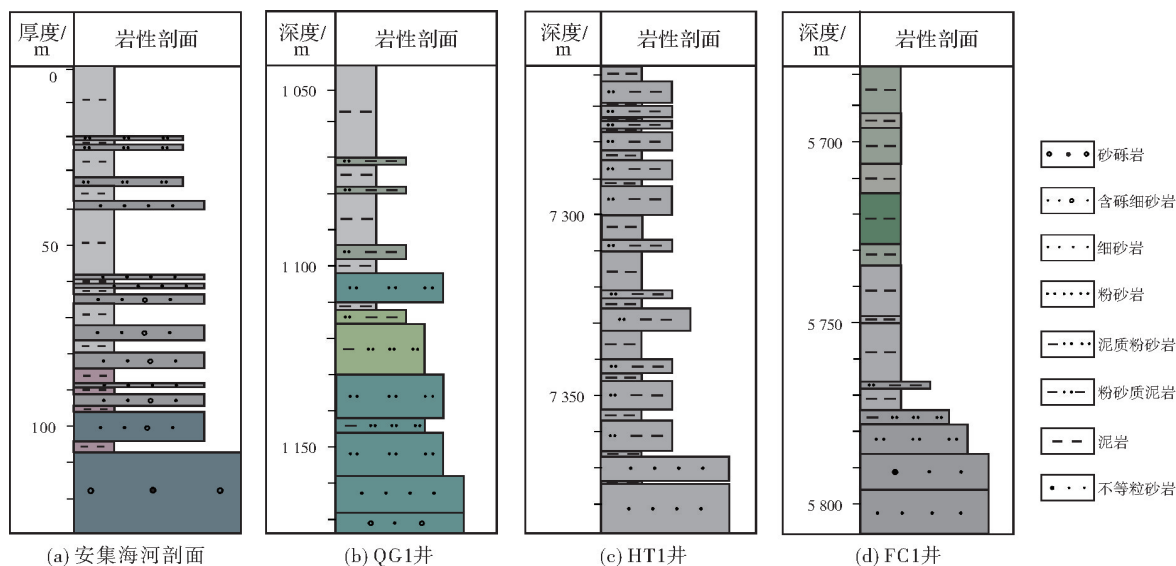 厚度/
m
岩性剖面
0
50
100
(a) 安集海河剖面
深度/
m
岩性剖面
1 050
1 100
1 150
(b) QG1井
深度/
m
岩性剖面
7 300
7 350
(c) HT1井
深度/
m
岩性剖面
5 700
5 750
5 800
(d) FC1井
砂砾岩
含砾细砂岩
细砂岩
粉砂岩
泥质粉砂岩
粉砂质泥岩
泥岩
不等粒砂岩